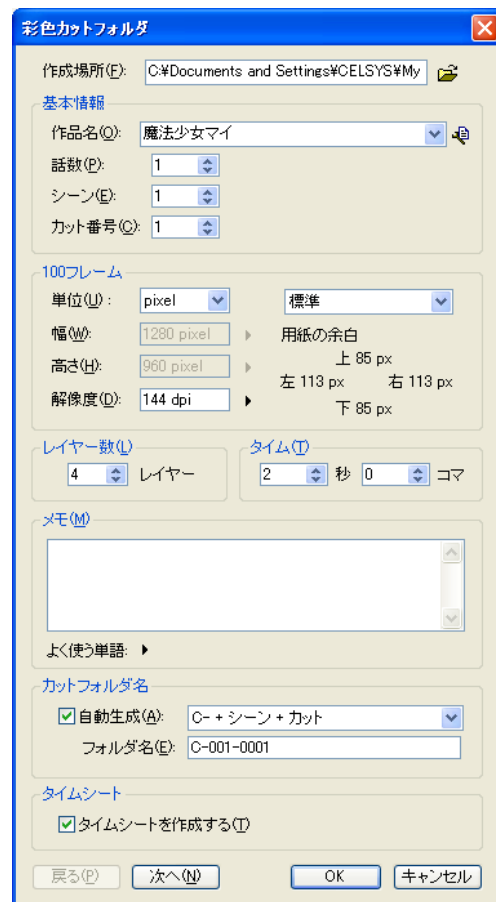 彩色カットフォルダ
作成場所(F): C:¥Documents and Settings¥CELSYS¥My
基本情報
作品名(O): 魔法少女マイ
話数(P): 1
シーン(E): 1
カット番号(C): 1
100フレーム
単位(U) : pixel 標準
幅(W): 1280 pixel 用紙の余白
高さ(H): 960 pixel 上 85 px
左 113 px 右 113 px
解像度(D): 144 dpi 下 85 px
レイヤー数(L) タイム(T)
4 レイヤー 2 秒 0 コマ
メモ(M)
よく使う単語:
カットフォルダ名
自動生成(A): C- + シーン + カット
フォルダ名(E): C-001-0001
タイムシート
タイムシートを作成する(T)
戻る(P) 次へ(N) OK キャンセル